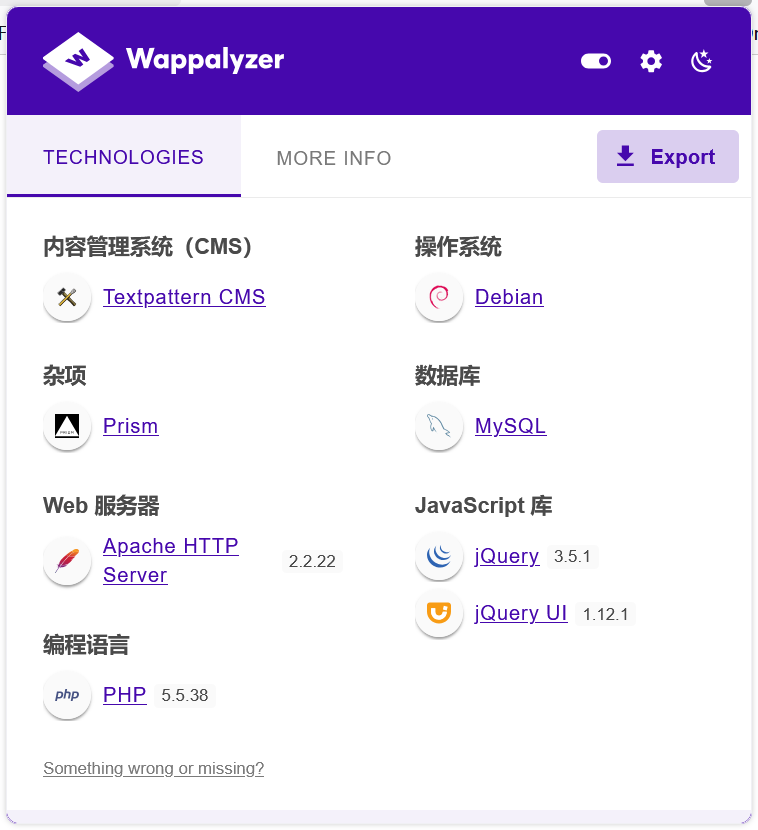 Wappalyzer
TECHNOLOGIES
MORE INFO
Export
内容管理系统（CMS）
Textpattern CMS
杂项
Prism
Web 服务器
Apache HTTP
Server
2.2.22
编程语言
php
PHP
5.5.38
操作系统
Debian
数据库
MySQL
JavaScript 库
jQuery
3.5.1
jQuery UI
1.12.1
Something wrong or missing?